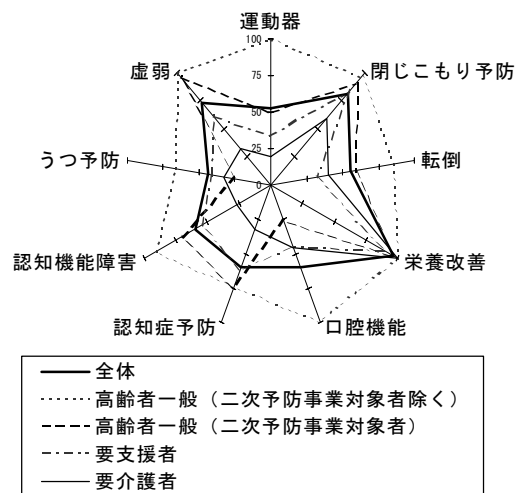 運動器
100
虚弱
75
閉じこもり予防
50
うつ予防
25
転倒
0
認知機能障害
栄養改善
認知症予防
口腔機能
全体
高齢者一般（二次予防事業対象者除く）
高齢者一般（二次予防事業対象者）
要支援者
要介護者